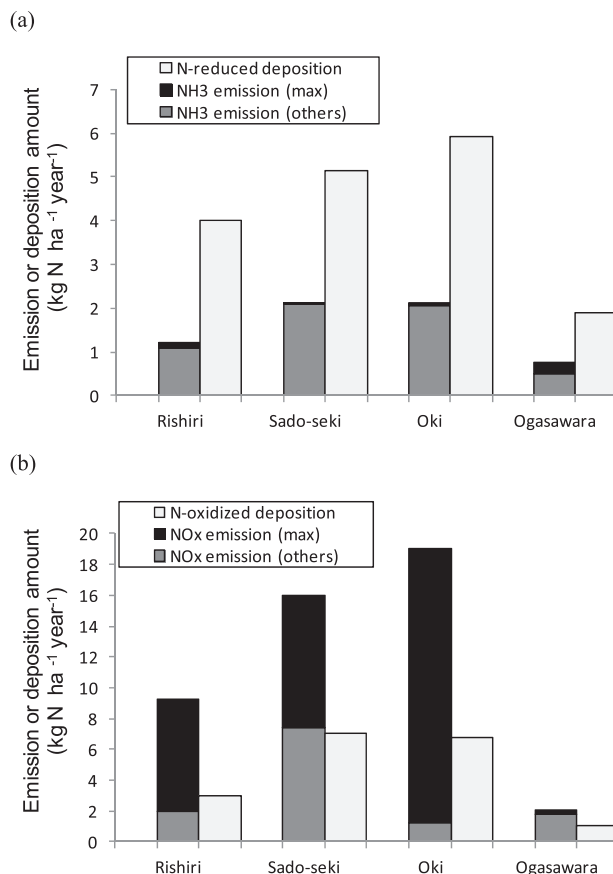 (a)
N-reduced deposition
NH3 emission (max)
NH3 emission (others)
7
6
5
4
3
2
1
0
Emission or deposition amount
(kg N ha -1 year-1)
Rishiri Sado-seki Oki Ogasawara
(b)
N-oxidized deposition
NOx emission (max)
NOx emission (others)
20
18
16
14
12
10
8
6
4
2
0
Emission or deposition amount
(kg N ha -1 year-1)
Rishiri Sado-seki Oki Ogasawara